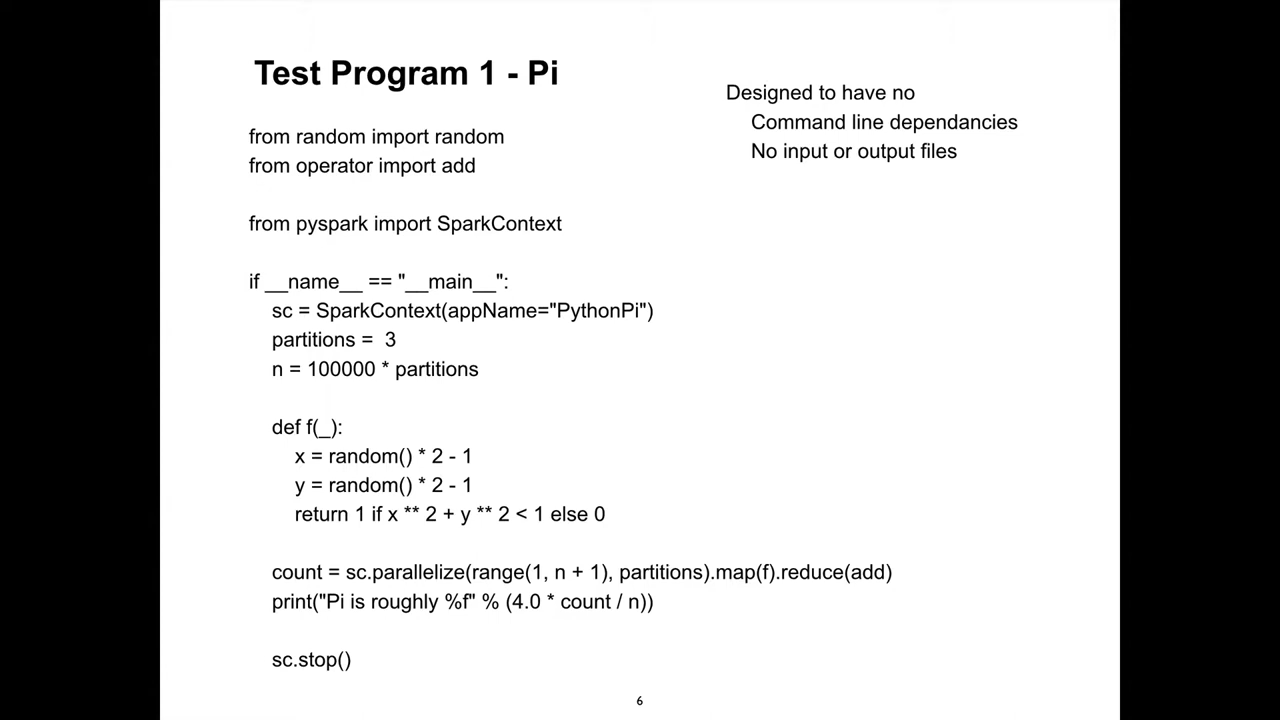 Test Program 1 - Pi
Designed to have no
Command line dependancies
No input or output files
from random import random
from operator import add
from pyspark import SparkContext
if __name__ == "__main__":
sc = SparkContext(appName="PythonPi")
partitions =  3
n = 100000 * partitions
def f(_):
x = random() * 2 - 1
y = random() * 2 - 1
return 1 if x ** 2 + y ** 2 < 1 else 0
count = sc.parallelize(range(1, n + 1), partitions).map(f).reduce(add)
print("Pi is roughly %f" % (4.0 * count / n))
sc.stop()
6